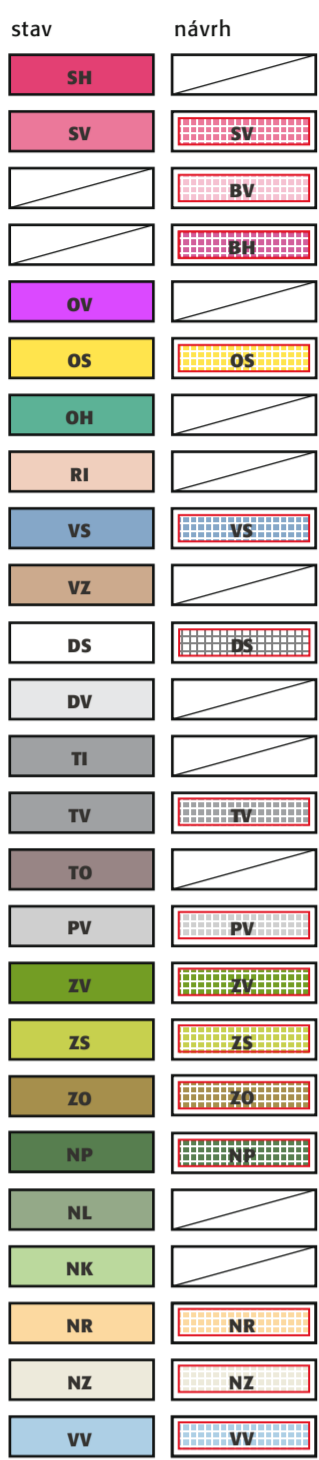 stav návrh
SH
SV SV
BV
BH
OV
OS OS
OH
RI
VS VS
VZ
DS DS
DV
TI
TV TV
TO
PV PV
ZV ZV
ZS ZS
ZO ZO
NP NP
NL
NK
NR NR
NZ NZ
VV VV